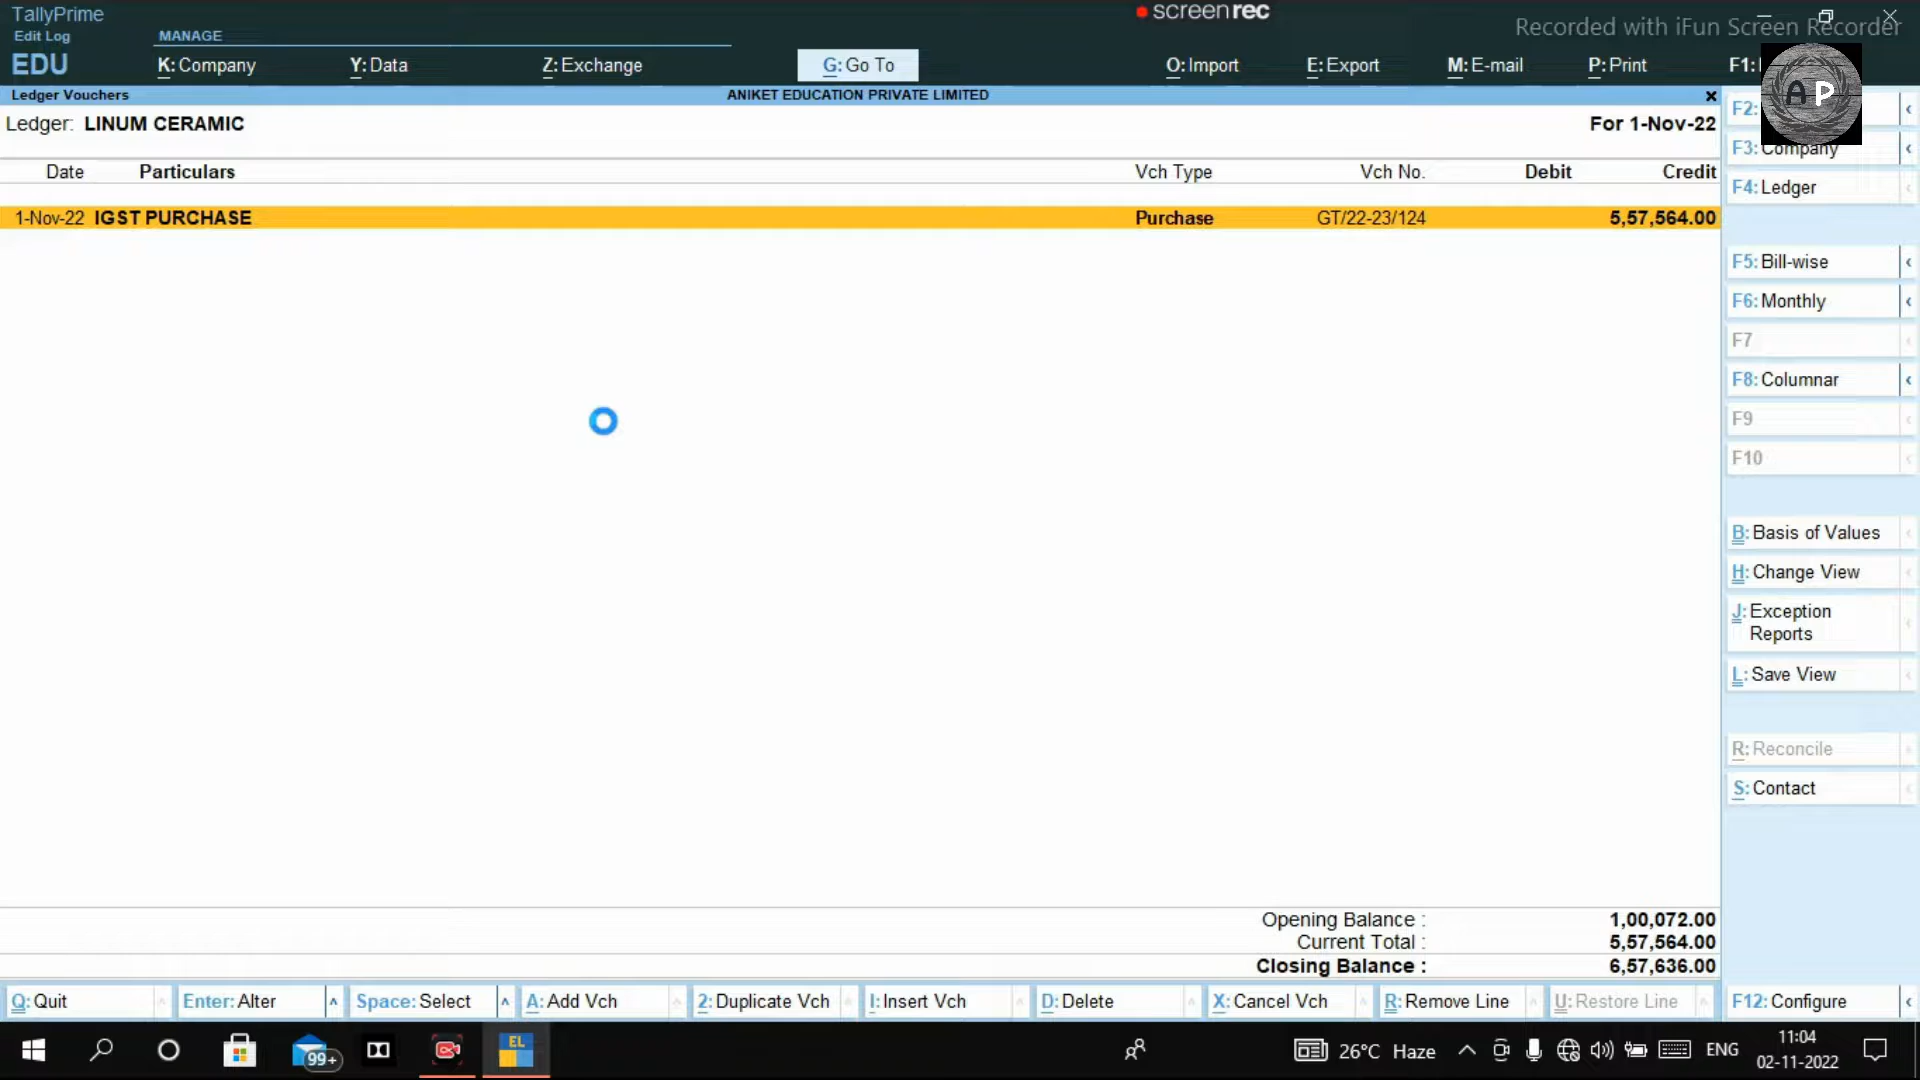 TallyPrime
Edit Log
EDU
MANAGE
K: Company
Y: Data
Z: Exchange
G: Go To
O: Import
E: Export
M: E-mail
P: Print
F1:
screenrec
Recorded with iFun Screen Recorder
AP
Ledger Vouchers
ANIKET EDUCATION PRIVATE LIMITED
Ledger: LINUM CERAMIC
For 1-Nov-22
Date Particulars Vch Type Vch No. Debit Credit
1-Nov-22 IGST PURCHASE Purchase GT/22-23/124 5,57,564.00
Opening Balance : 1,00,072.00
Current Total : 5,57,564.00
Closing Balance : 6,57,636.00
F2:
F3: Company
F4: Ledger
F5: Bill-wise
F6: Monthly
F7
F8: Columnar
F9
F10
B: Basis of Values
H: Change View
J: Exception
Reports
L: Save View
R: Reconcile
S: Contact
F12: Configure
Q: Quit
Enter: Alter
Space: Select
A: Add Vch
2: Duplicate Vch
I: Insert Vch
D: Delete
X: Cancel Vch
R: Remove Line
U: Restore Line
99+
EL
26°C Haze
ENG
11:04
02-11-2022